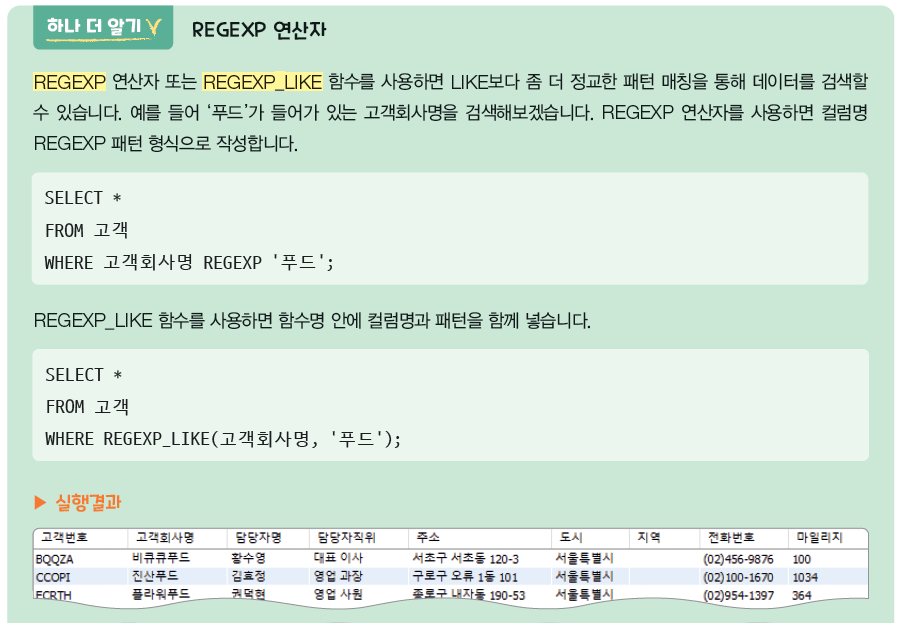 하나 더 알기
REGEXP 연산자
REGEXP 연산자 또는 REGEXP_LIKE 함수를 사용하면 LIKE보다 좀 더 정교한 패턴 매칭을 통해 데이터를 검색할
수 있습니다. 예를 들어 ‘푸드’가 들어가 있는 고객회사명을 검색해보겠습니다. REGEXP 연산자를 사용하면 컬럼명
REGEXP 패턴 형식으로 작성합니다.
SELECT *
FROM 고객
WHERE 고객회사명 REGEXP '푸드';
REGEXP_LIKE 함수를 사용하면 함수명 안에 컬럼명과 패턴을 함께 넣습니다.
SELECT *
FROM 고객
WHERE REGEXP_LIKE(고객회사명, '푸드');
▶ 실행결과
고객번호 고객회사명 담당자명 담당자직위 주소 도시 지역 전화번호 마일리지
BQQZA 비큐큐푸드 황수영 대표 이사 서초구 서초동 120-3 서울특별시 (02)456-9876 100
CCOPI 진산푸드 김효정 영업 과장 구로구 오류 1동 101 서울특별시 (02)100-1670 1034
ECRTH 플라워푸드 권덕현 영업 사원 종로구 내자동 190-53 서울특별시 (02)954-1397 364